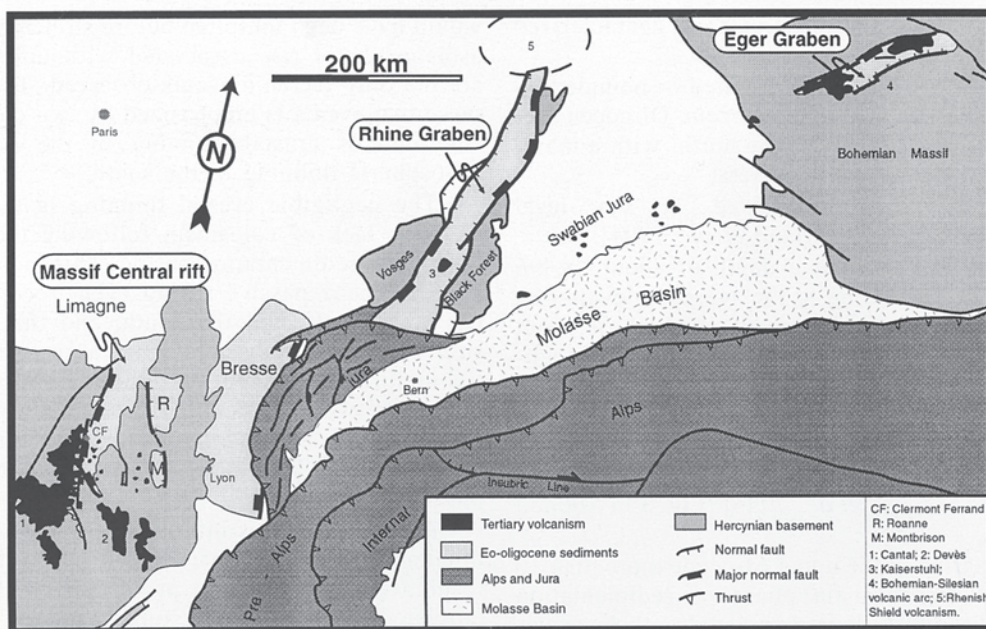 5
Eger Graben
200 km
4
Paris
Rhine Graben
N
Bohemian Massif
Swabian Jura
Vosges
3
Black Forest
Massif Central rift
Limagne
Molasse Basin
Bresse
Jura
Bern
R
CF
Alps
M
Lyon
Insubric Line
1
2
Internal
Pre - Alps
Tertiary volcanism
Eo-oligocene sediments
Alps and Jura
Molasse Basin
Hercynian basement
Normal fault
Major normal fault
Thrust
CF: Clermont Ferrand
R: Roanne
M: Montbrison
1: Cantal; 2: Devès
3: Kaiserstuhl;
4: Bohemian-Silesian
volcanic arc; 5:Rhenish
Shield volcanism.